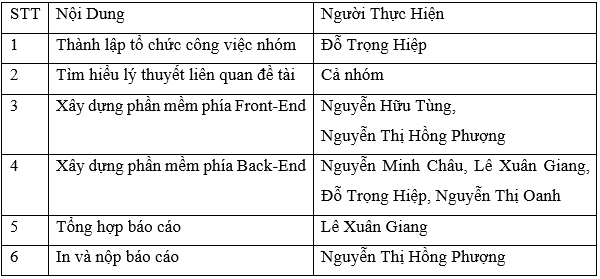 STT Nội Dung Người Thực Hiện
1 Thành lập tổ chức công việc nhóm Đỗ Trọng Hiệp
2 Tìm hiểu lý thuyết liên quan đề tài Cả nhóm
3 Xây dựng phần mềm phía Front-End Nguyễn Hữu Tùng,
Nguyễn Thị Hồng Phượng
4 Xây dựng phần mềm phía Back-End Nguyễn Minh Châu, Lê Xuân Giang,
Đỗ Trọng Hiệp, Nguyễn Thị Oanh
5 Tổng hợp báo cáo Lê Xuân Giang
6 In và nộp báo cáo Nguyễn Thị Hồng Phượng